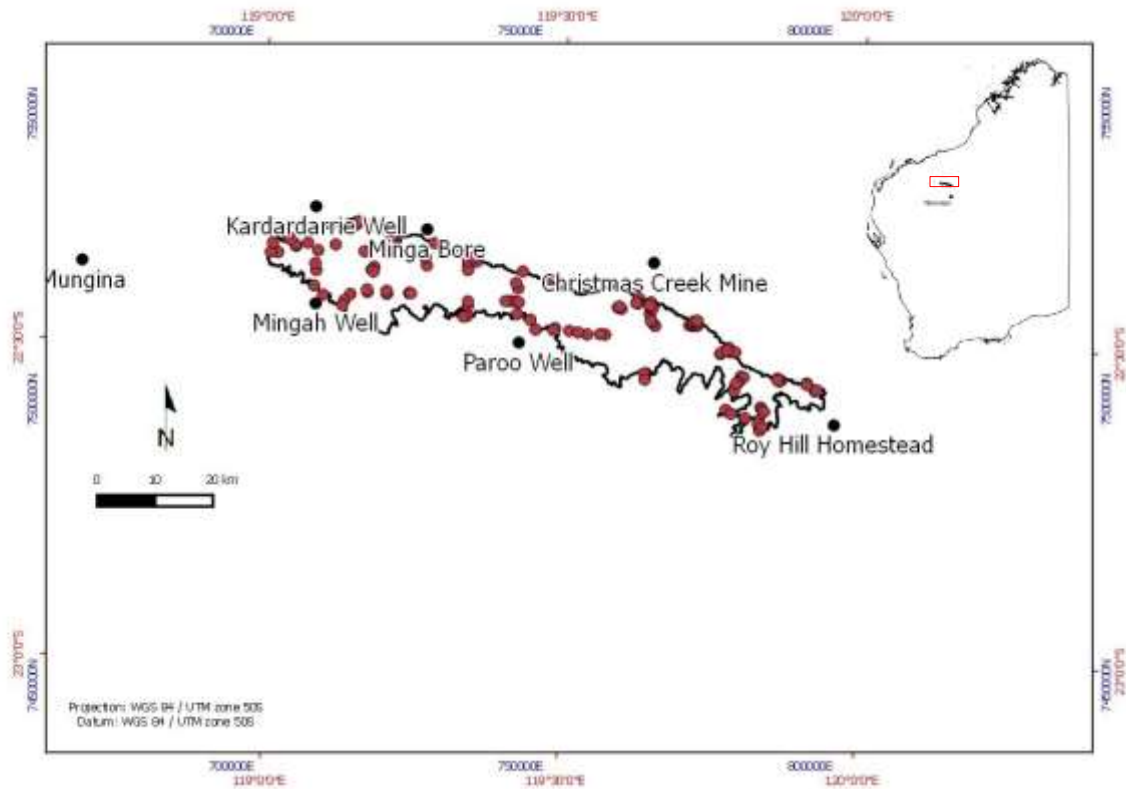 119°0'0"E 119°30'0"E 120°0'0"E
700000E 750000E 800000E
7550000N 7550000N
Kardardarrie Well
Minga Bore
Mungina
Christmas Creek Mine
Mingah Well
22°30'0"S 22°30'0"S
Paroo Well
7500000N 7500000N
N
Roy Hill Homestead
0 10 20 km
23°0'0"S 23°0'0"S
7450000N 7450000N
Projection: WGS 84 / UTM zone 50S
Datum: WGS 84 / UTM zone 50S
700000E 750000E 800000E
119°0'0"E 119°30'0"E 120°0'0"E